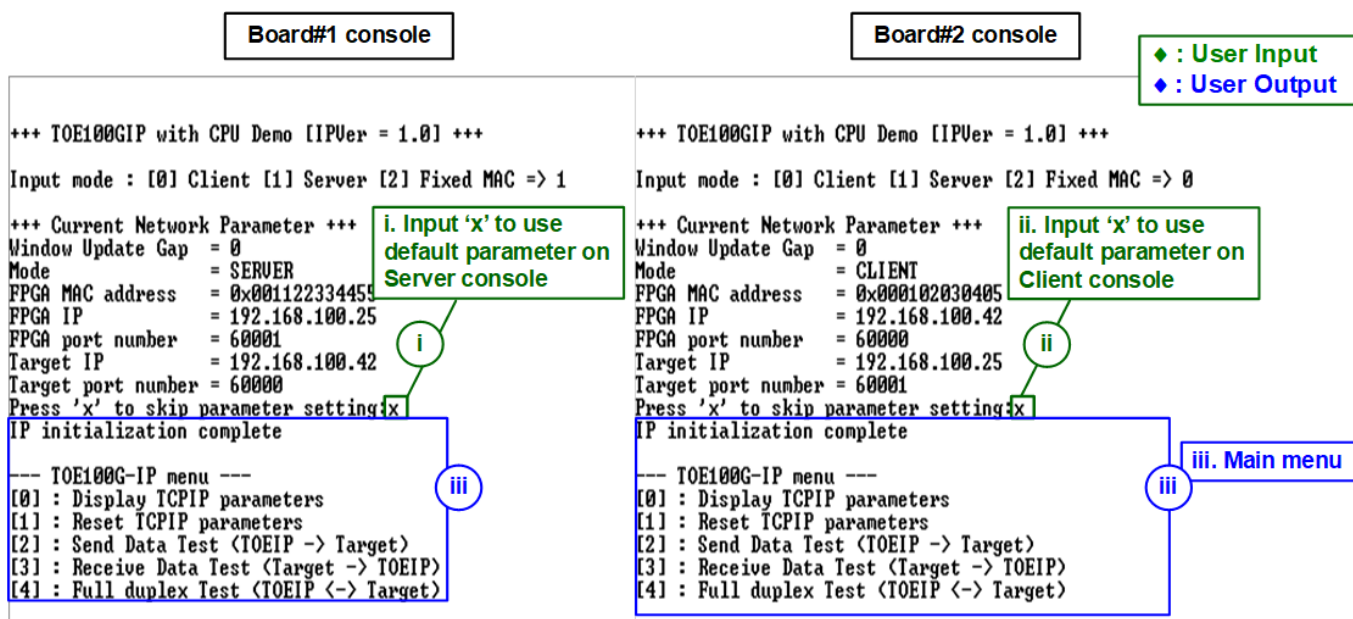 Board#1 console
Board#2 console
♦ : User Input
♦ : User Output
+++ TOE100GIP with CPU Demo [IPVer = 1.0] +++
Input mode : [0] Client [1] Server [2] Fixed MAC => 1
+++ Current Network Parameter +++
Window Update Gap = 0
Mode = SERVER
FPGA MAC address = 0x001122334455
FPGA IP = 192.168.100.25
FPGA port number = 60001
Target IP = 192.168.100.42
Target port number = 60000
Press 'x' to skip parameter setting:x
IP initialization complete
--- TOE100G-IP menu ---
[0] : Display TCPIP parameters
[1] : Reset TCPIP parameters
[2] : Send Data Test (TOEIP -> Target)
[3] : Receive Data Test (Target -> TOEIP)
[4] : Full duplex Test (TOEIP <-> Target)
i. Input ‘x’ to use
default parameter on
Server console
i
iii
+++ TOE100GIP with CPU Demo [IPVer = 1.0] +++
Input mode : [0] Client [1] Server [2] Fixed MAC => 0
+++ Current Network Parameter +++
Window Update Gap = 0
Mode = CLIENT
FPGA MAC address = 0x000102030405
FPGA IP = 192.168.100.42
FPGA port number = 60000
Target IP = 192.168.100.25
Target port number = 60001
Press 'x' to skip parameter setting:x
IP initialization complete
--- TOE100G-IP menu ---
[0] : Display TCPIP parameters
[1] : Reset TCPIP parameters
[2] : Send Data Test (TOEIP -> Target)
[3] : Receive Data Test (Target -> TOEIP)
[4] : Full duplex Test (TOEIP <-> Target)
ii. Input ‘x’ to use
default parameter on
Client console
ii
iii. Main menu
iii